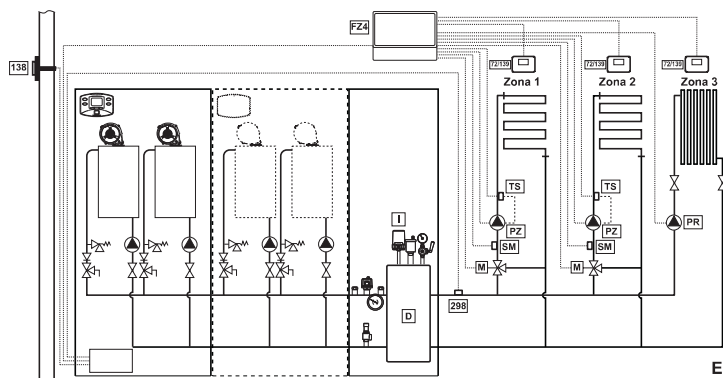 FZ4
138
72/139
72/139
72/139
Zona 1
Zona 2
Zona 3
TS
TS
I
PZ
PZ
PR
SM
SM
M
M
298
D
E